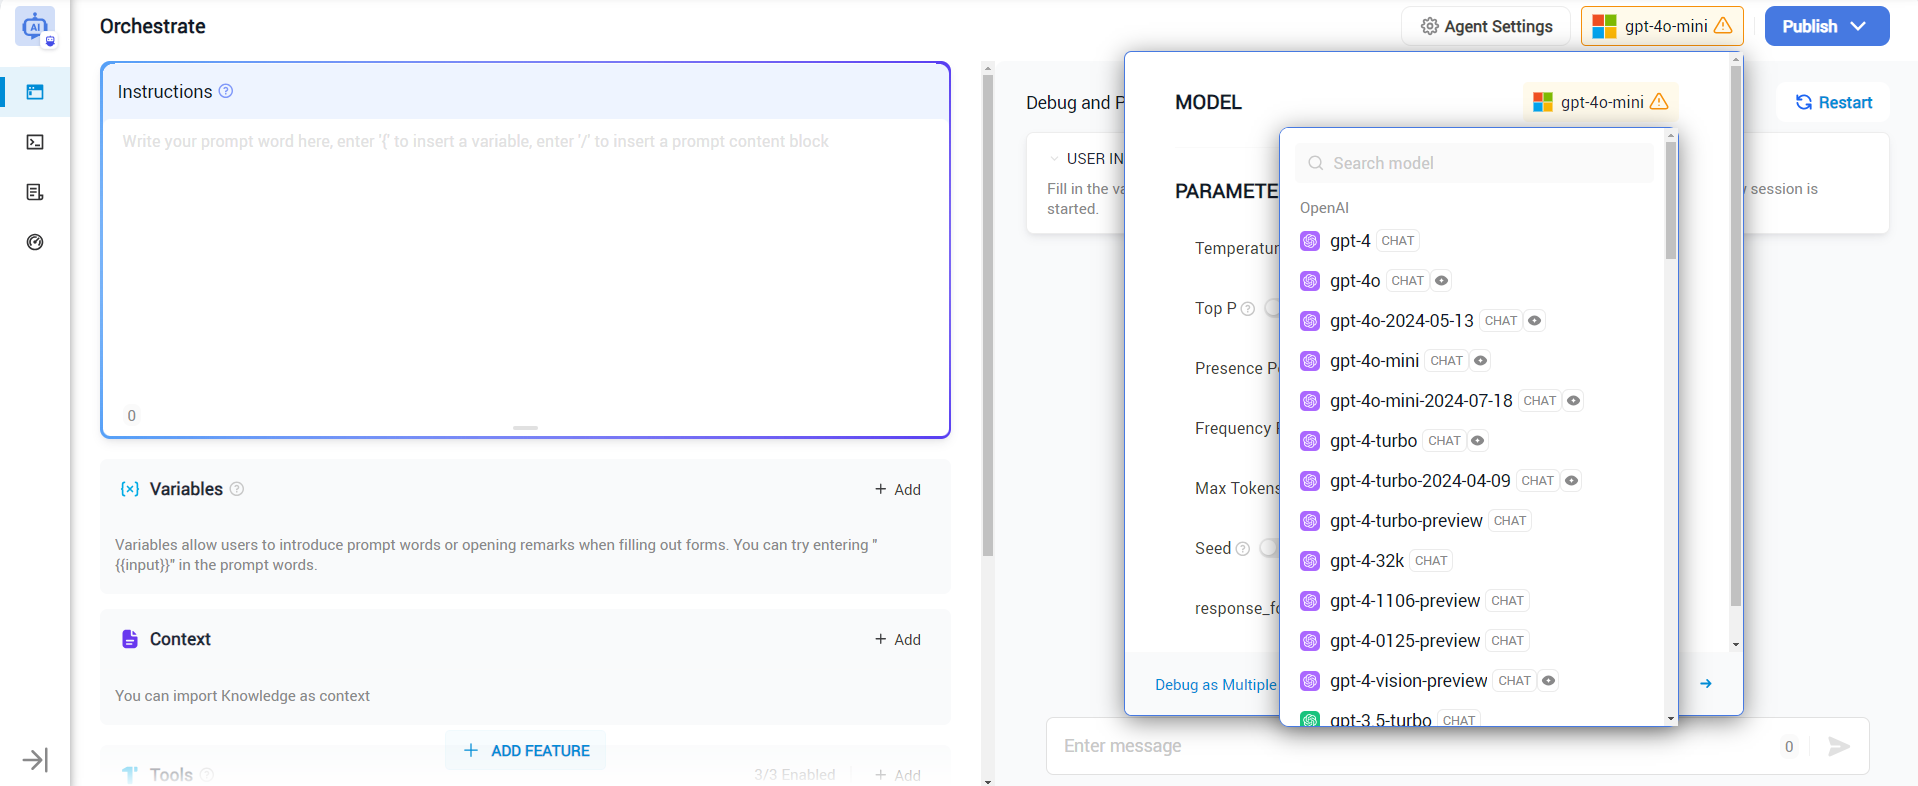 AI
Orchestrate
Agent Settings
gpt-4o-mini
Publish
Instructions
Write your prompt word here, enter '{' to insert a variable, enter '/' to insert a prompt content block
0
Variables
+ Add
Variables allow users to introduce prompt words or opening remarks when filling out forms. You can try entering "
{{input}}" in the prompt words.
Context
+ Add
You can import Knowledge as context
+ ADD FEATURE
Tools
3/3 Enabled
+ Add
Debug and P
Restart
USER IN
Fill in the va
y session is
started.
MODEL
gpt-4o-mini
PARAMETE
Temperatur
Top P
Presence Pe
Frequency P
Max Tokens
Seed
response_fo
Debug as Multiple
Search model
OpenAI
gpt-4 CHAT
gpt-4o CHAT
gpt-4o-2024-05-13 CHAT
gpt-4o-mini CHAT
gpt-4o-mini-2024-07-18 CHAT
gpt-4-turbo CHAT
gpt-4-turbo-2024-04-09 CHAT
gpt-4-turbo-preview CHAT
gpt-4-32k CHAT
gpt-4-1106-preview CHAT
gpt-4-0125-preview CHAT
gpt-4-vision-preview CHAT
gpt-3.5-turbo CHAT
Enter message
0